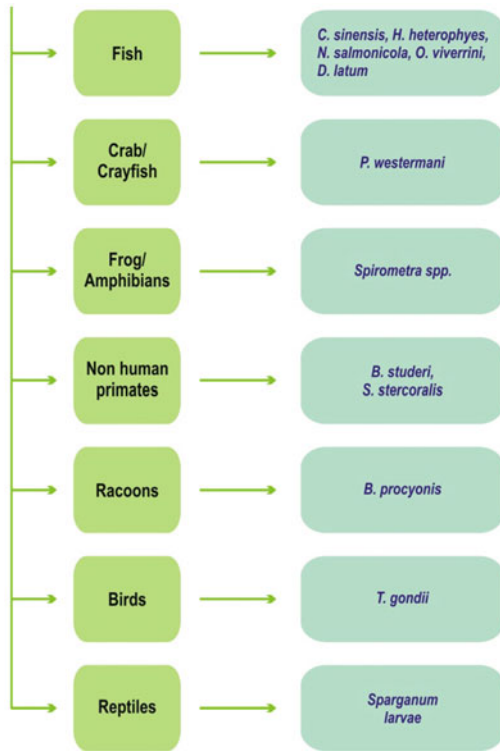 Fish
C. sinensis, H. heterophyes,
N. salmonicola, O. viverrini,
D. latum
Crab/
Crayfish
P. westermani
Frog/
Amphibians
Spirometra spp.
Non human
primates
B. studeri,
S. stercoralis
Racoons
B. procyonis
Birds
T. gondii
Reptiles
Sparganum
larvae